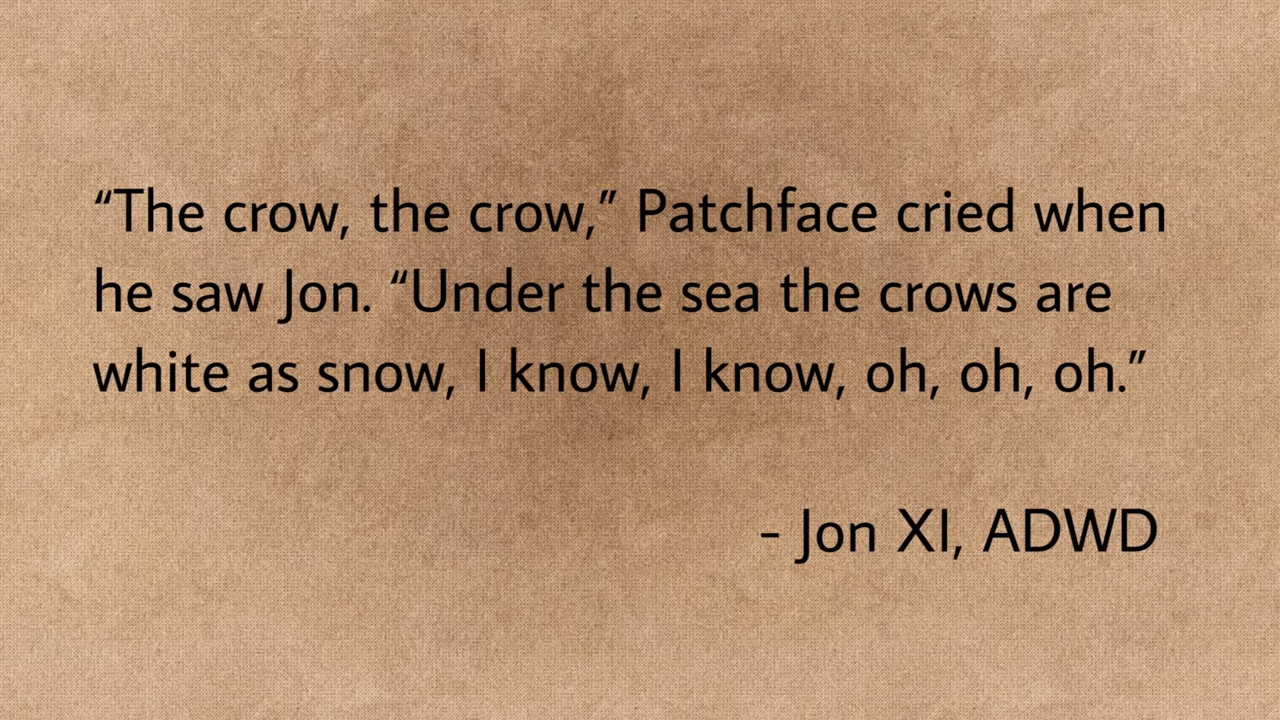 “The crow, the crow,” Patchface cried when
he saw Jon. “Under the sea the crows are
white as snow, I know, I know, oh, oh, oh.”
- Jon XI, ADWD